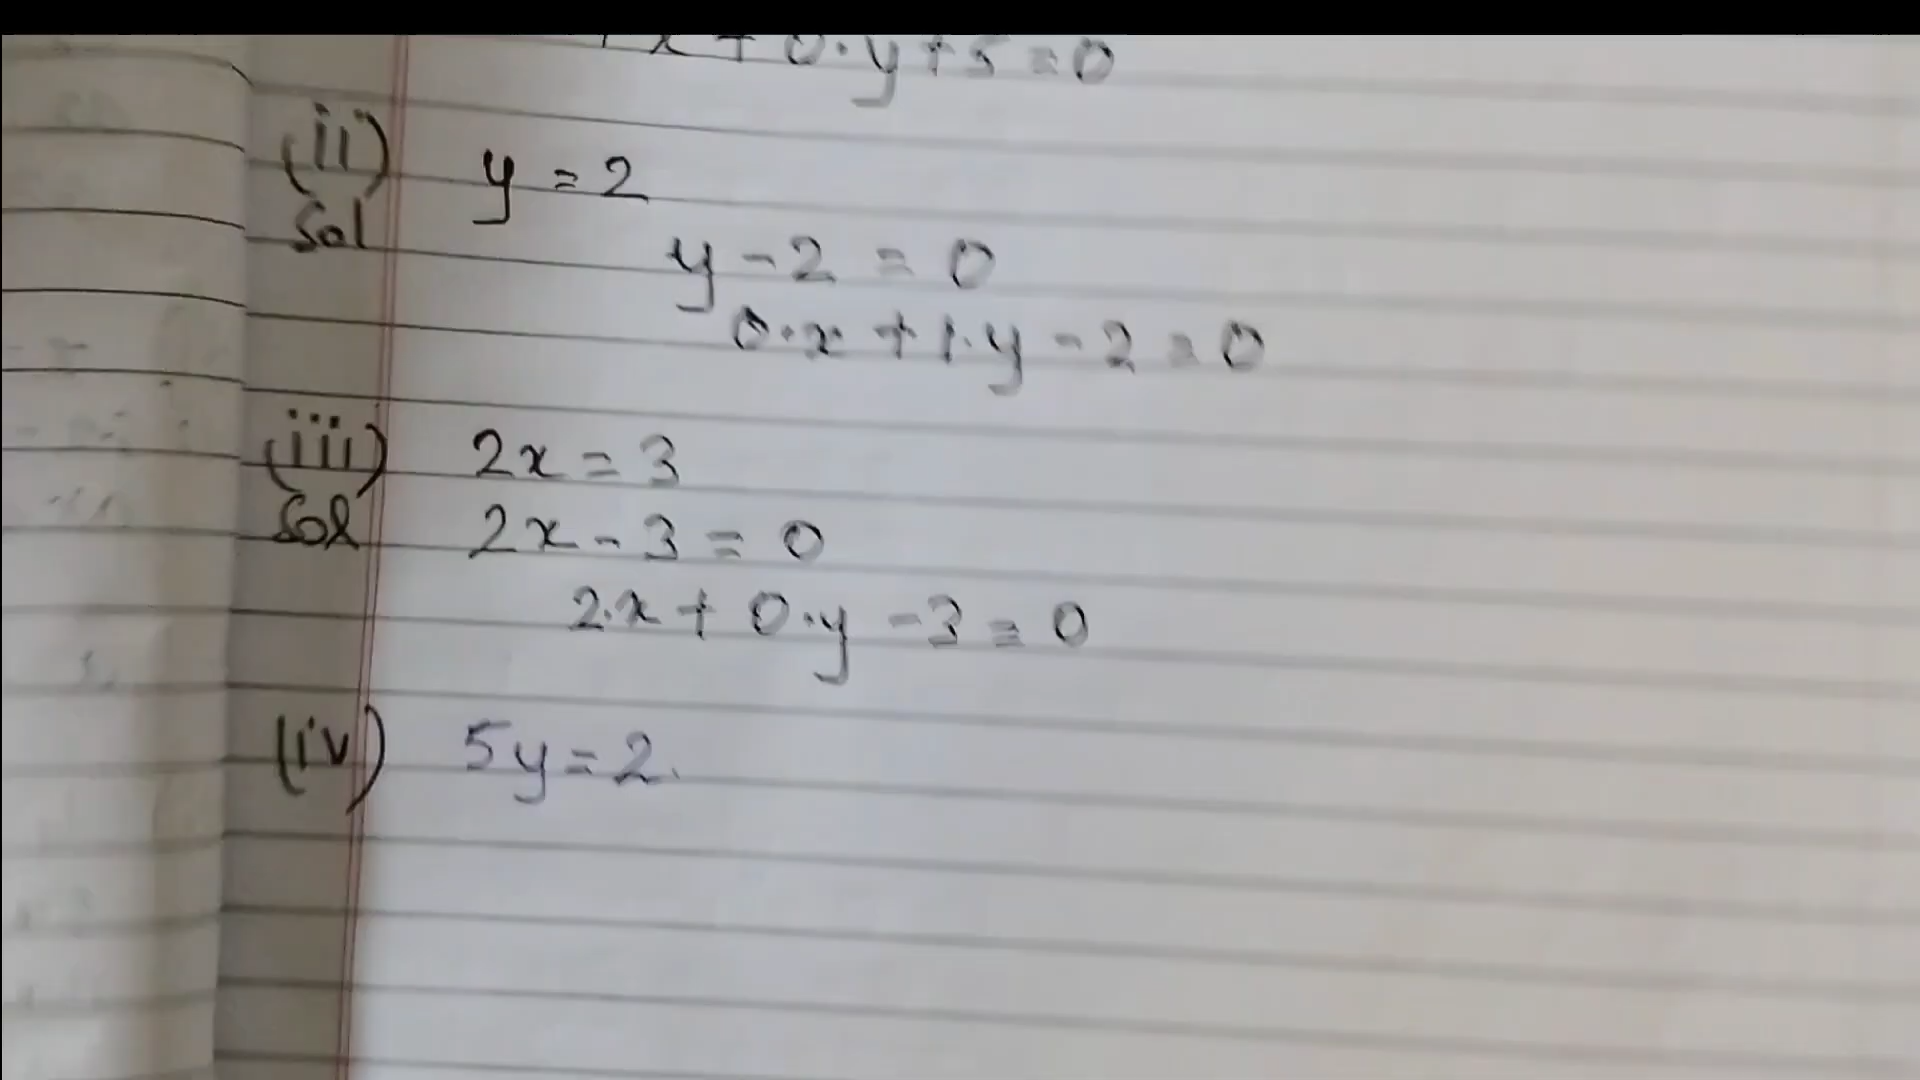 x + 0·y + 5 = 0
(ii) y = 2
Sol
y - 2 = 0
0·x + 1·y - 2 = 0
(iii) 2x = 3
Sol 2x - 3 = 0
2·x + 0·y - 3 = 0
(iv) 5y = 2.